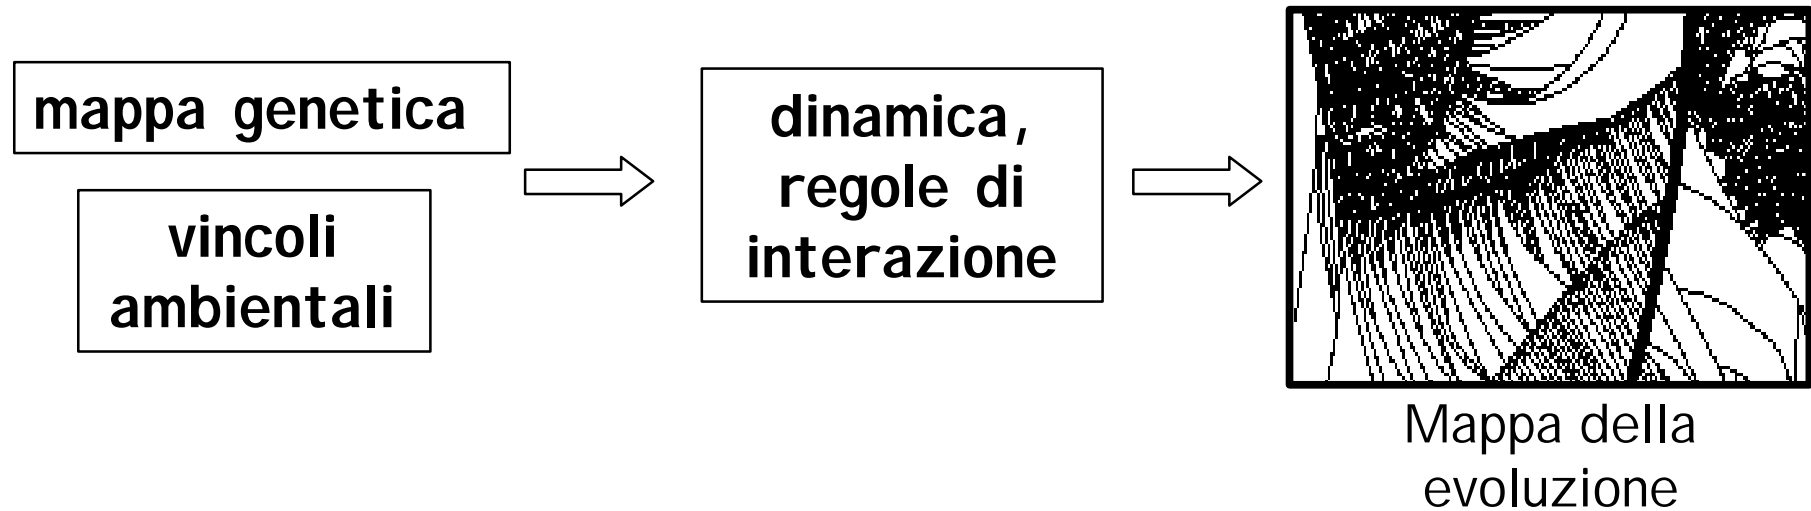 mappa genetica
vincoli
ambientali
dinamica,
regole di
interazione
Mappa della
evoluzione